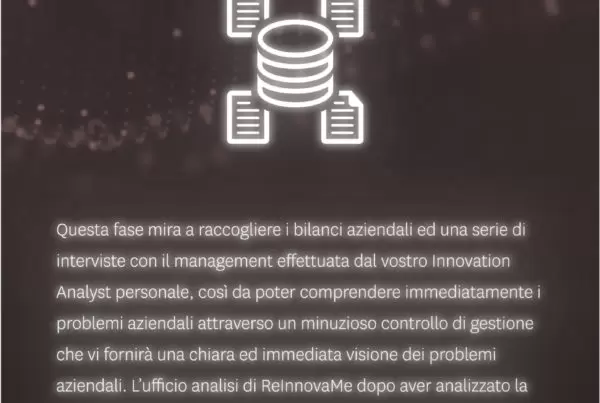 Questa fase mira a raccogliere i bilanci aziendali ed una serie di
interviste con il management effettuata dal vostro Innovation
Analyst personale, così da poter comprendere immediatamente i
problemi aziendali attraverso un minuzioso controllo di gestione
che vi fornirà una chiara ed immediata visione dei problemi
aziendali. L'ufficio analisi di ReInnovaMe dopo aver analizzato la